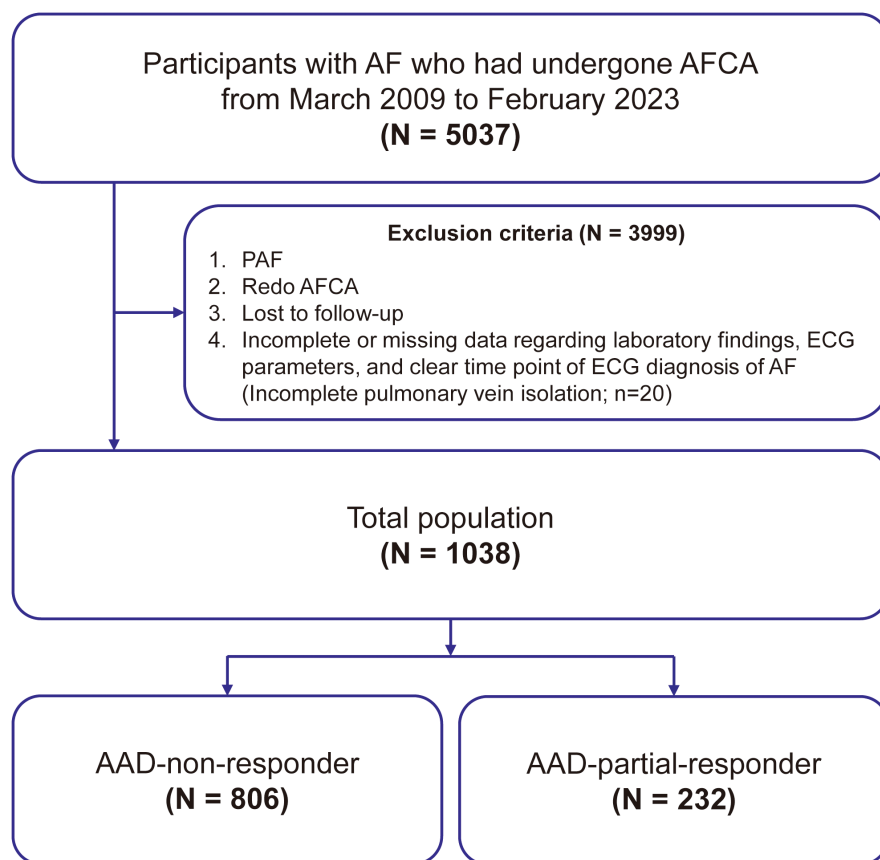 Participants with AF who had undergone AFCA
from March 2009 to February 2023
(N = 5037)
Exclusion criteria (N = 3999)
1. PAF
2. Redo AFCA
3. Lost to follow-up
4. Incomplete or missing data regarding laboratory findings, ECG
parameters, and clear time point of ECG diagnosis of AF
(Incomplete pulmonary vein isolation; n=20)
Total population
(N = 1038)
AAD-non-responder
(N = 806)
AAD-partial-responder
(N = 232)